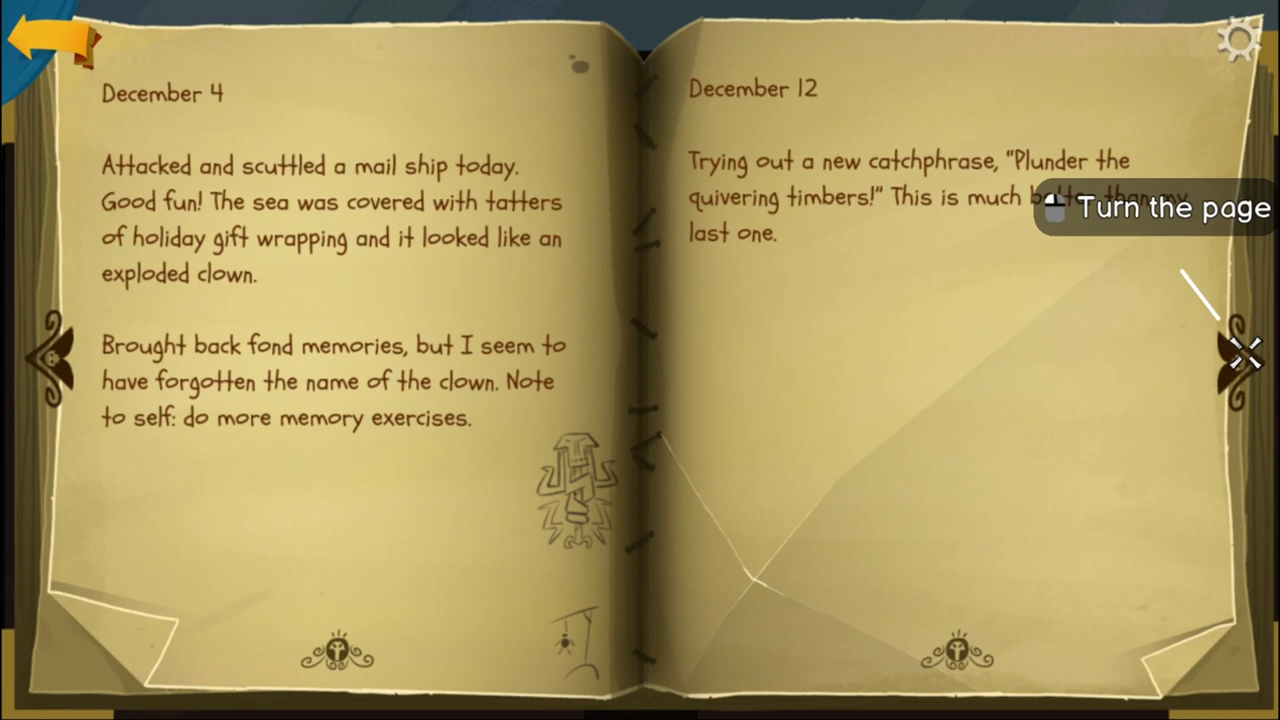 December 4
Attacked and scuttled a mail ship today.
Good fun! The sea was covered with tatters
of holiday gift wrapping and it looked like an
exploded clown.
Brought back fond memories, but I seem to
have forgotten the name of the clown. Note
to self: do more memory exercises.
December 12
Trying out a new catchphrase, "Plunder the
quivering timbers!" This is much better than my
last one.
Turn the page